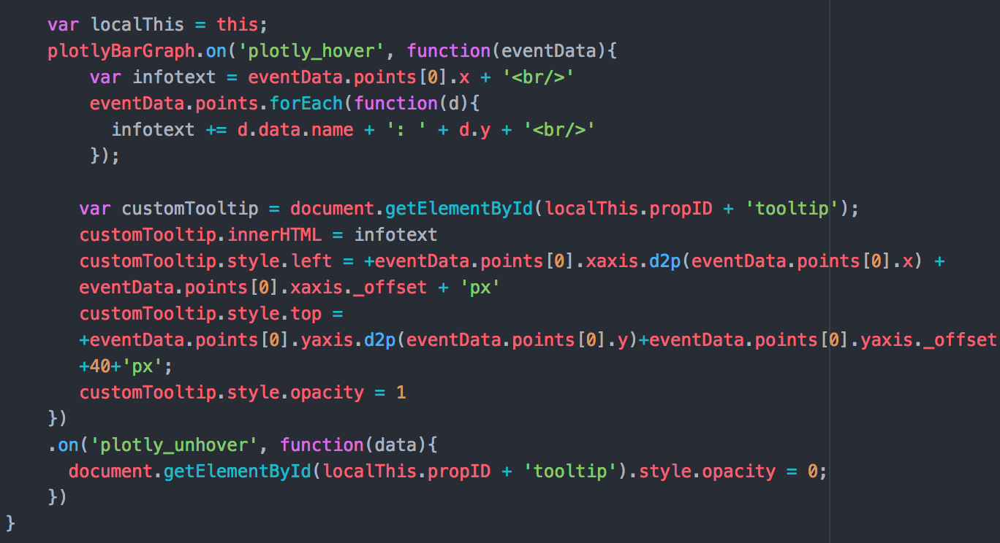 var localThis = this;
plotlyBarGraph.on('plotly_hover', function(eventData){
var infotext = eventData.points[0].x + '<br/>'
eventData.points.forEach(function(d){
infotext += d.data.name + ': ' + d.y + '<br/>'
});
var customTooltip = document.getElementById(localThis.propID + 'tooltip');
customTooltip.innerHTML = infotext
customTooltip.style.left = +eventData.points[0].xaxis.d2p(eventData.points[0].x) +
eventData.points[0].xaxis._offset + 'px'
customTooltip.style.top =
+eventData.points[0].yaxis.d2p(eventData.points[0].y)+eventData.points[0].yaxis._offset
+40+'px';
customTooltip.style.opacity = 1
})
.on('plotly_unhover', function(data){
document.getElementById(localThis.propID + 'tooltip').style.opacity = 0;
})
}